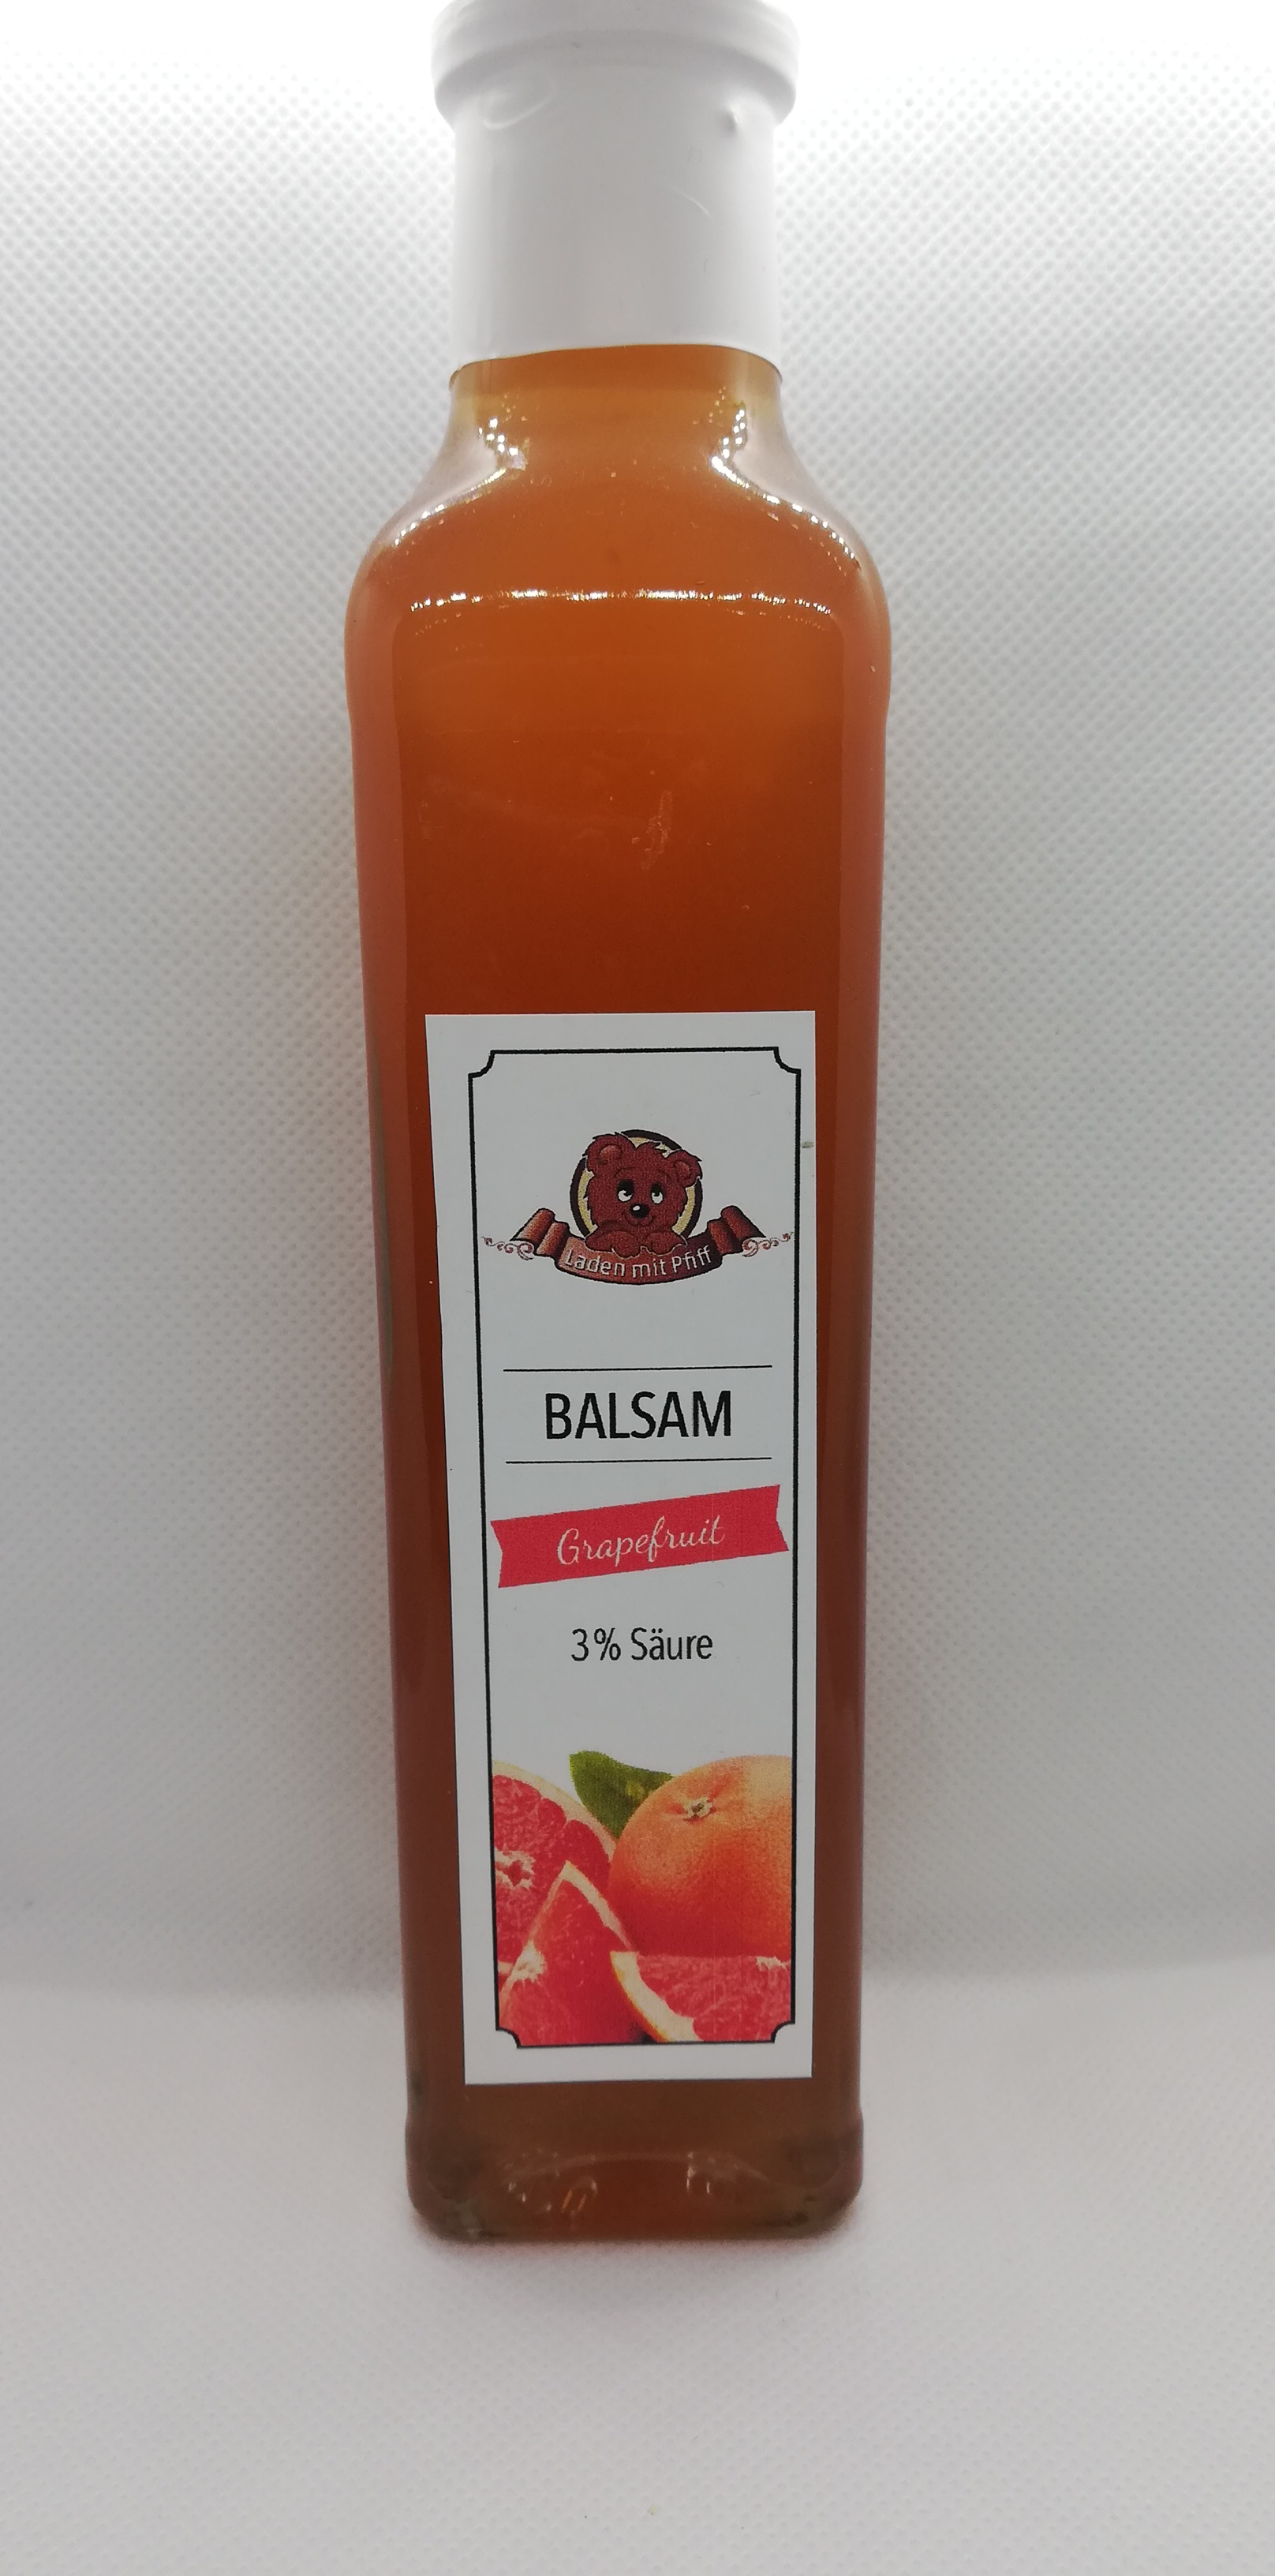 Laden mit Pfiff
BALSAM
Grapefruit
3% Säure